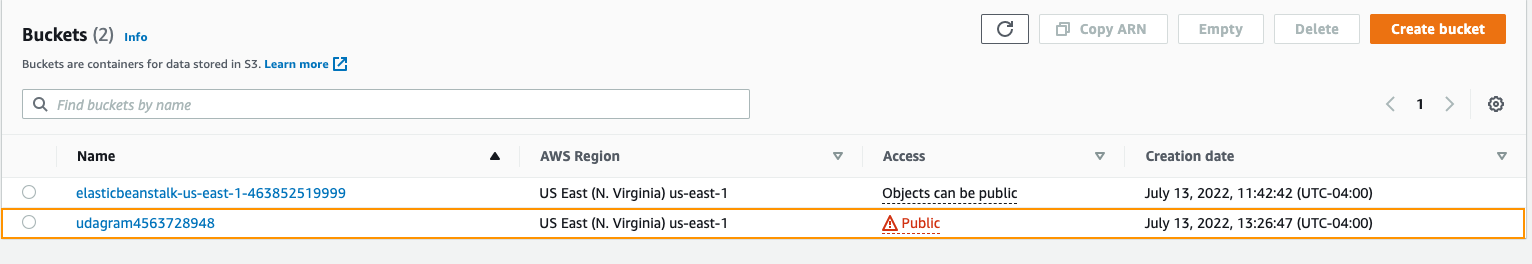 Buckets (2) Info
Copy ARN Empty Delete Create bucket
Buckets are containers for data stored in S3. Learn more
Find buckets by name
1
Name AWS Region Access Creation date
elasticbeanstalk-us-east-1-463852519999 US East (N. Virginia) us-east-1 Objects can be public July 13, 2022, 11:42:42 (UTC-04:00)
udagram4563728948 US East (N. Virginia) us-east-1 Public July 13, 2022, 13:26:47 (UTC-04:00)